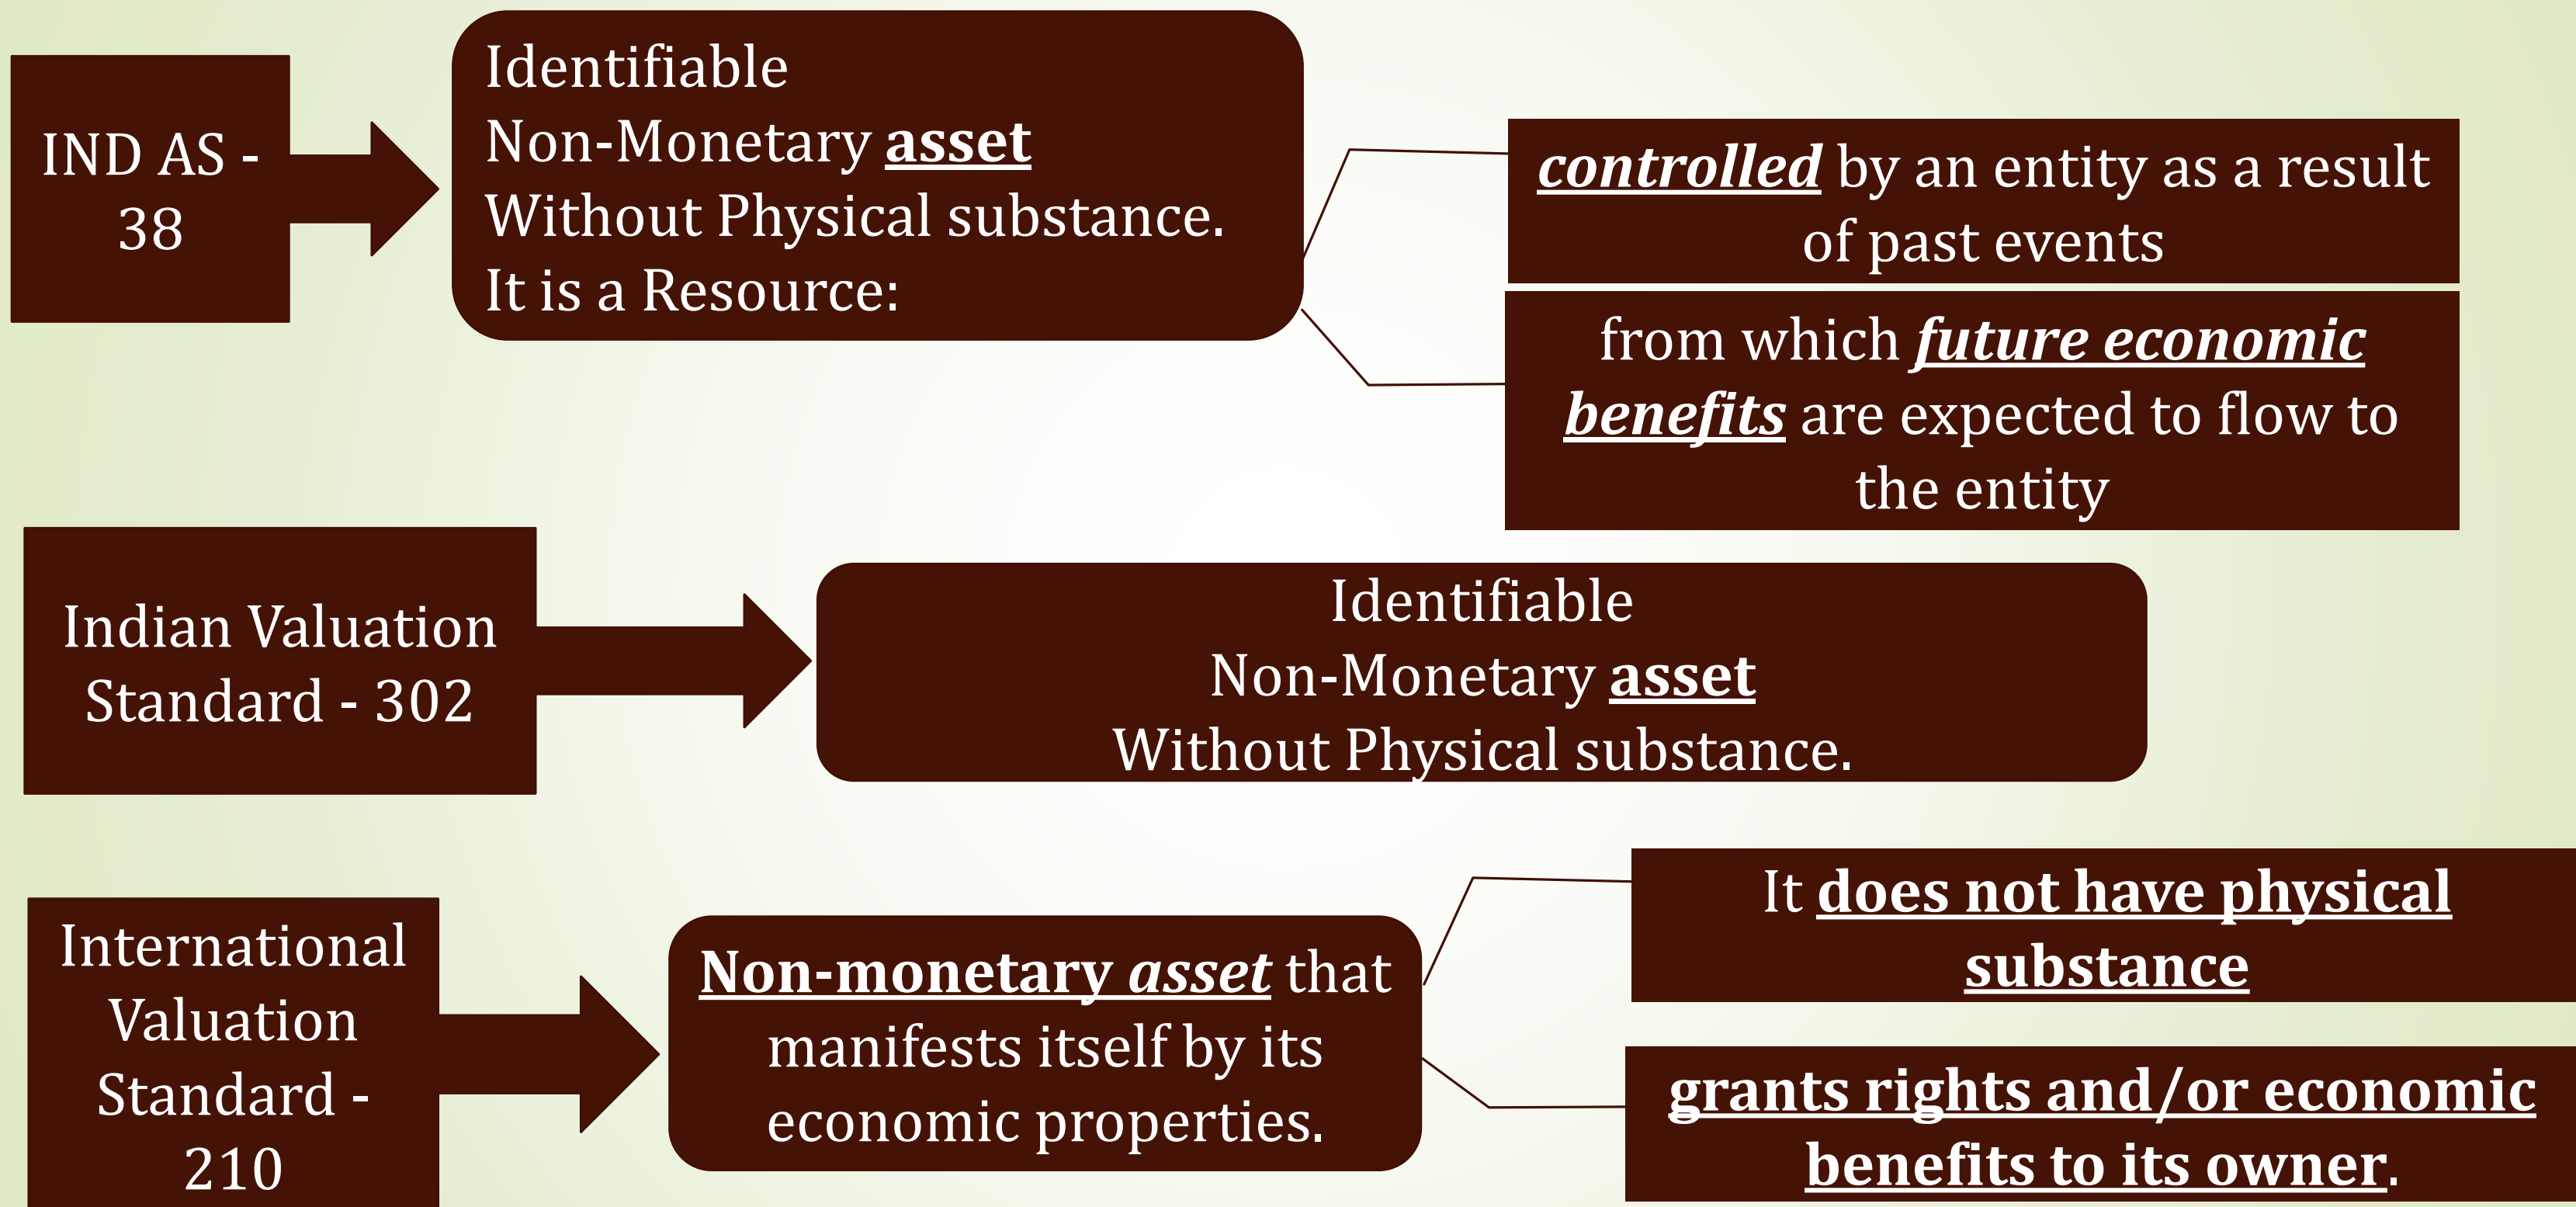 IND AS -
38
Identifiable
Non-Monetary asset
Without Physical substance.
It is a Resource:
controlled by an entity as a result
of past events
from which future economic
benefits are expected to flow to
the entity
Indian Valuation
Standard - 302
Identifiable
Non-Monetary asset
Without Physical substance.
International
Valuation
Standard -
210
Non-monetary asset that
manifests itself by its
economic properties.
It does not have physical
substance
grants rights and/or economic
benefits to its owner.